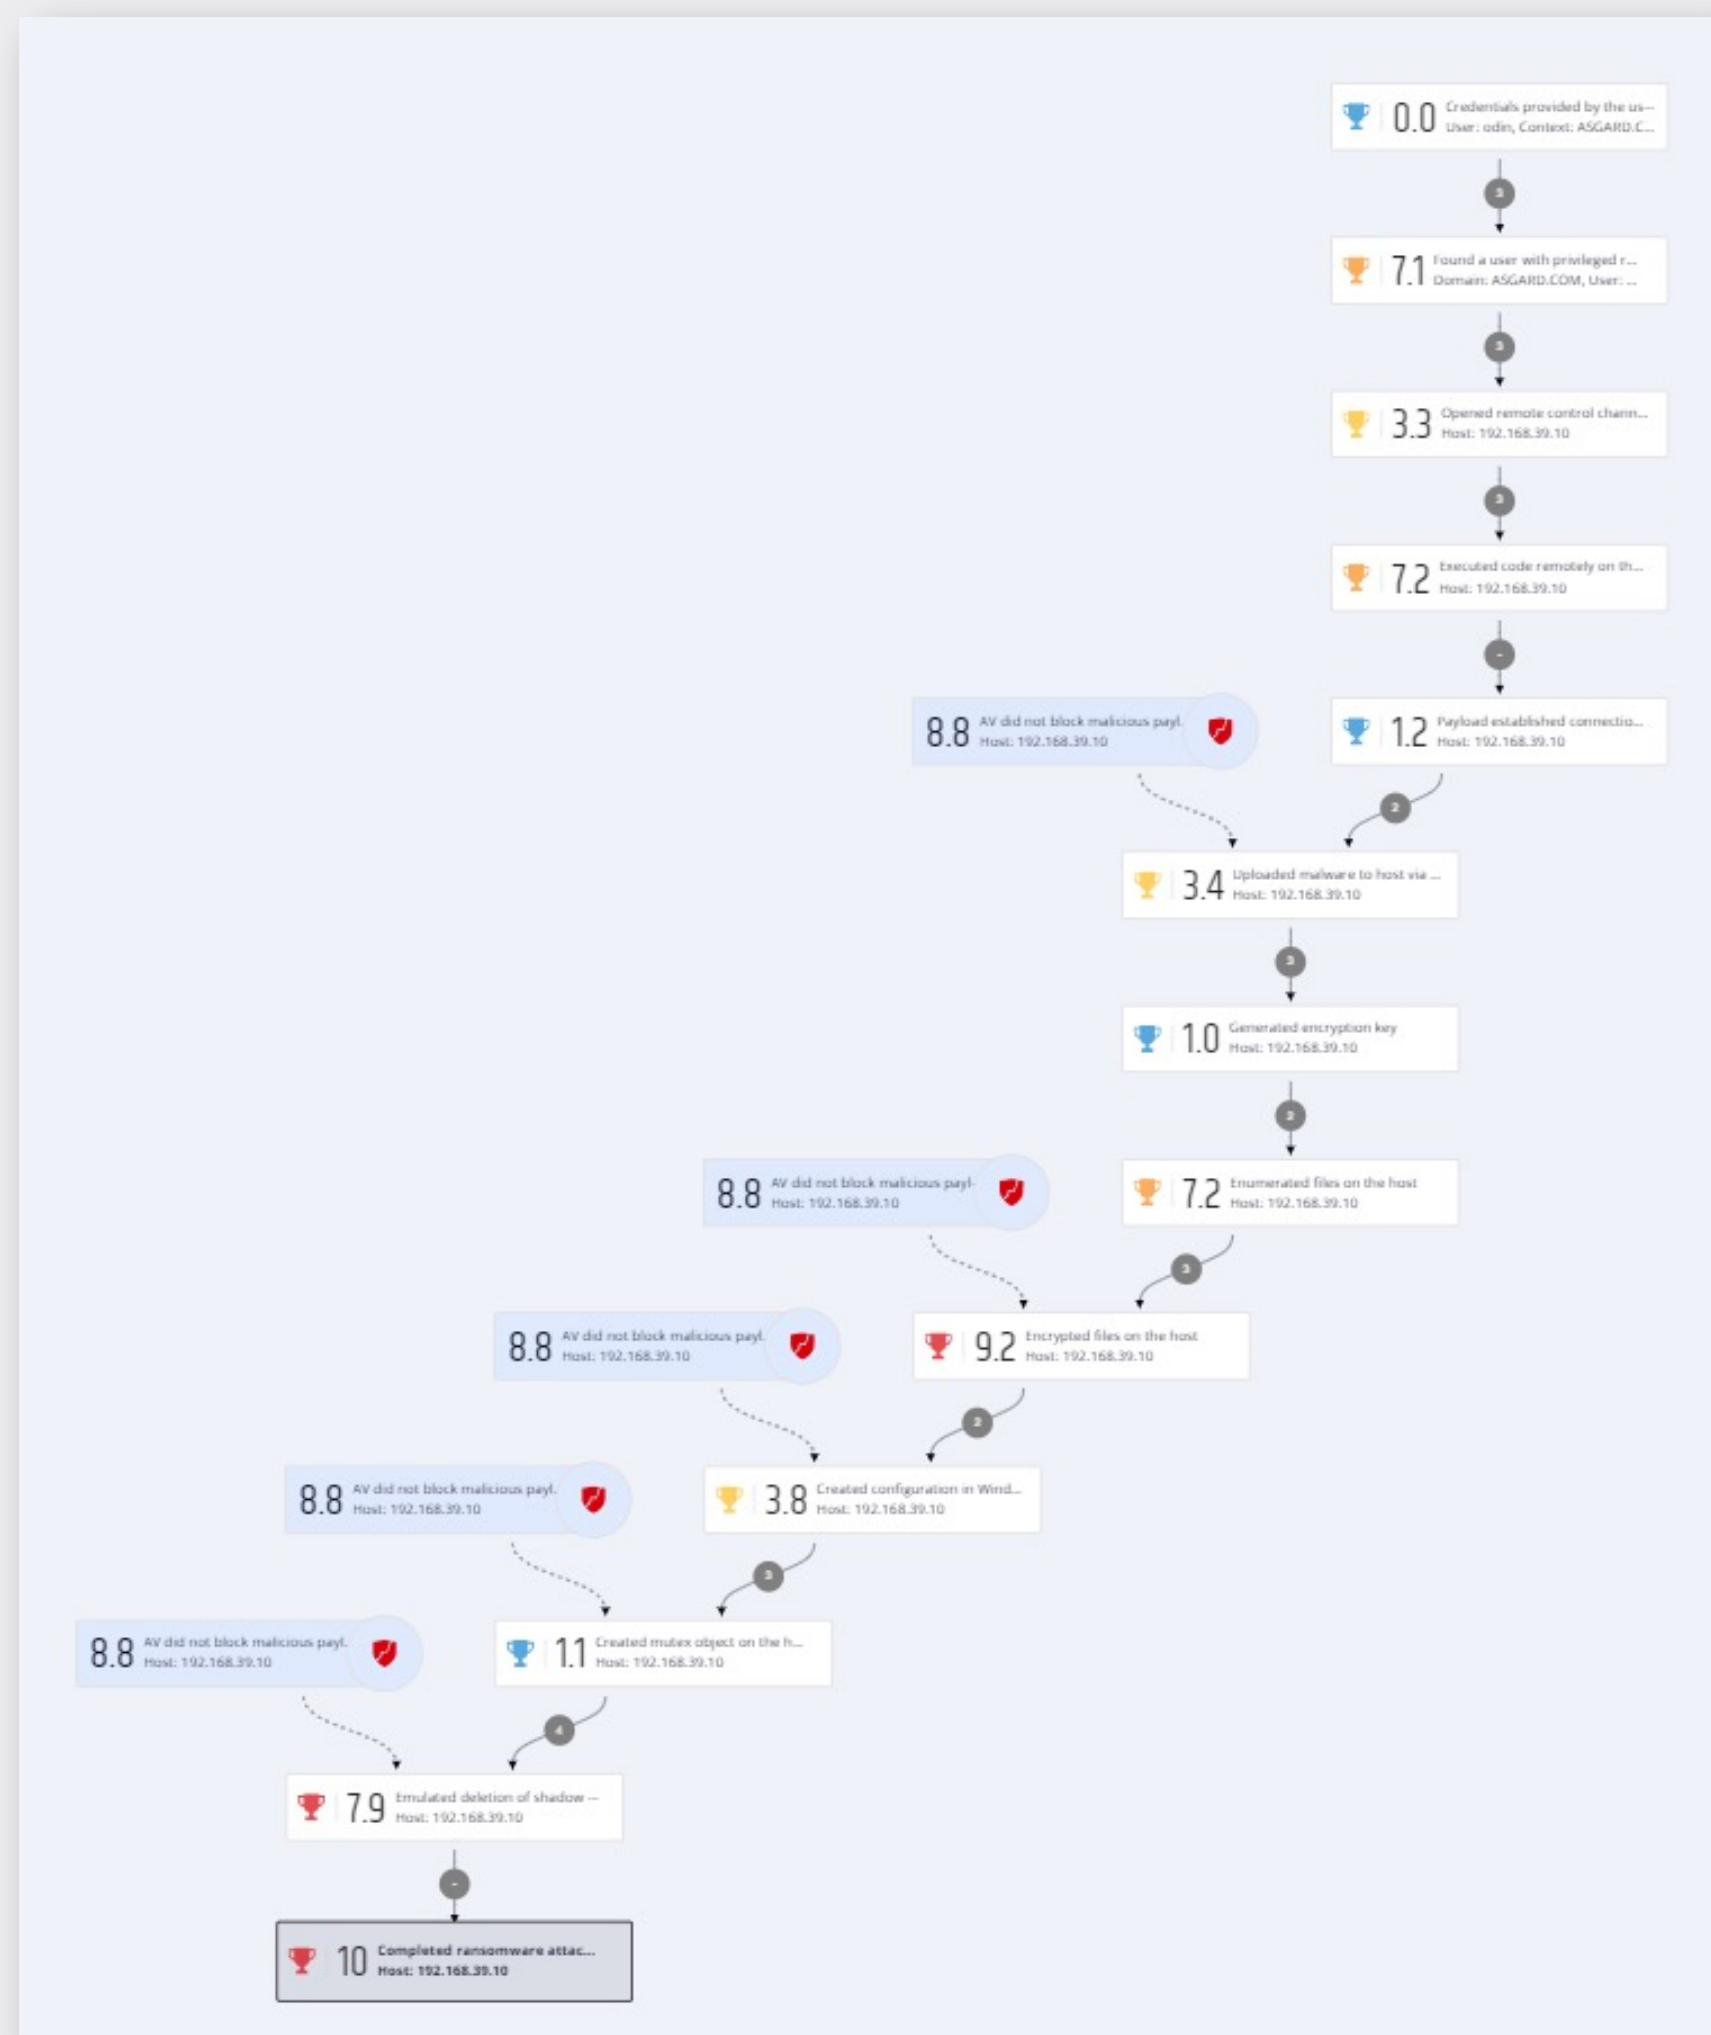 0.0 Credentials provided by the us...
User: odin, Context: ASGARD.C...
3
7.1 Found a user with privileged r...
Domain: ASGARD.COM, User: ...
3
3.3 Opened remote control chann...
Host: 192.168.39.10
3
7.2 Executed code remotely on th...
Host: 192.168.39.10
-
8.8 AV did not block malicious payl.
Host: 192.168.39.10
1.2 Payload established connectio...
Host: 192.168.39.10
2
3.4 Uploaded malware to host via ...
Host: 192.168.39.10
3
1.0 Generated encryption key
Host: 192.168.39.10
8.8 AV did not block malicious payl-
Host: 192.168.39.10
7.2 Enumerated files on the host
Host: 192.168.39.10
3
8.8 AV did not block malicious payl.
Host: 192.168.39.10
9.2 Encrypted files on the host
Host: 192.168.39.10
2
8.8 AV did not block malicious payl.
Host: 192.168.39.10
3.8 Created configuration in Wind...
Host: 192.168.39.10
3
8.8 AV did not block malicious payl.
Host: 192.168.39.10
1.1 Created mutex object on the h...
Host: 192.168.39.10
4
7.9 Emulated deletion of shadow ...
Host: 192.168.39.10
-
10 Completed ransomware attac...
Host: 192.168.39.10